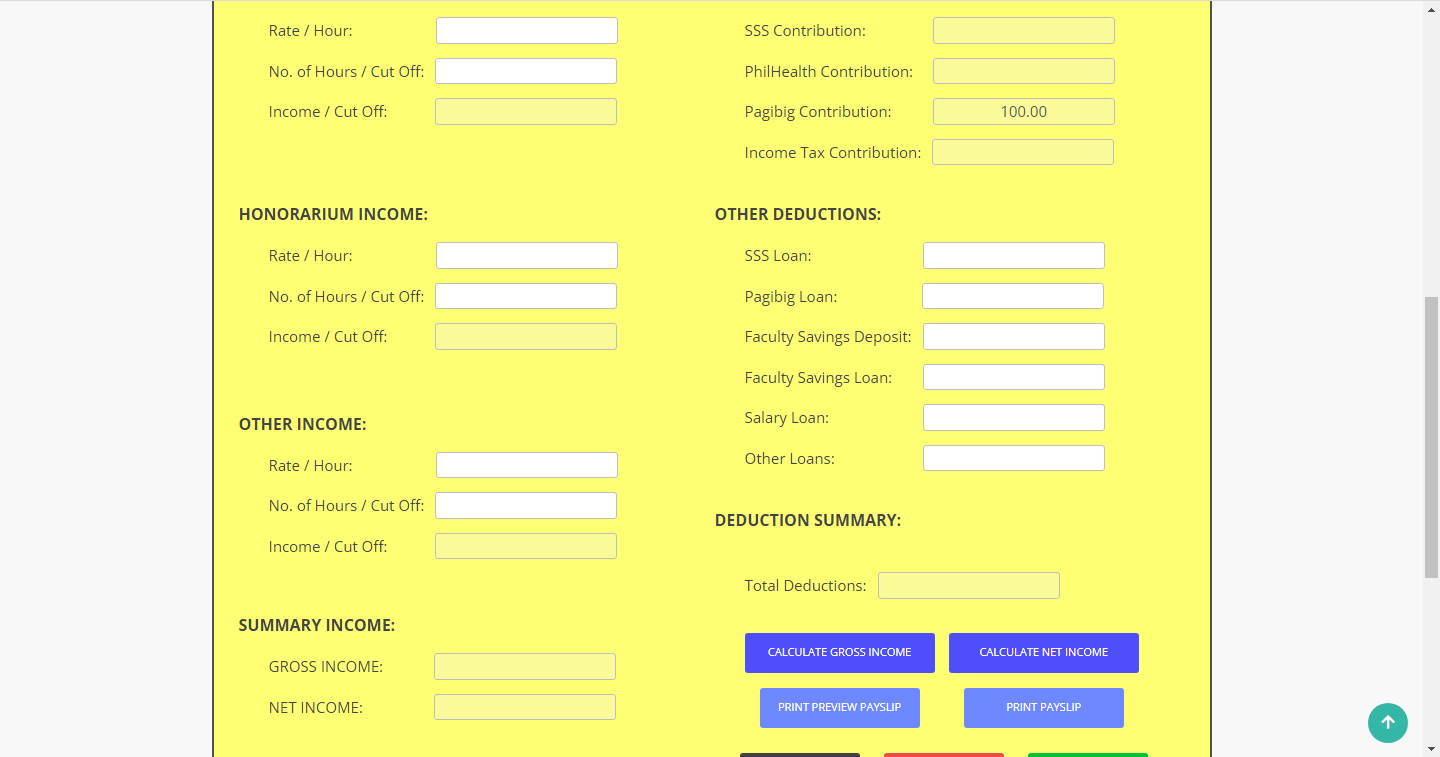 Rate / Hour:
No. of Hours / Cut Off:
Income / Cut Off:
SSS Contribution:
PhilHealth Contribution:
Pagibig Contribution: 100.00
Income Tax Contribution:
HONORARIUM INCOME:
Rate / Hour:
No. of Hours / Cut Off:
Income / Cut Off:
OTHER INCOME:
Rate / Hour:
No. of Hours / Cut Off:
Income / Cut Off:
SUMMARY INCOME:
GROSS INCOME:
NET INCOME:
OTHER DEDUCTIONS:
SSS Loan:
Pagibig Loan:
Faculty Savings Deposit:
Faculty Savings Loan:
Salary Loan:
Other Loans:
DEDUCTION SUMMARY:
Total Deductions:
CALCULATE GROSS INCOME CALCULATE NET INCOME
PRINT PREVIEW PAYSLIP PRINT PAYSLIP